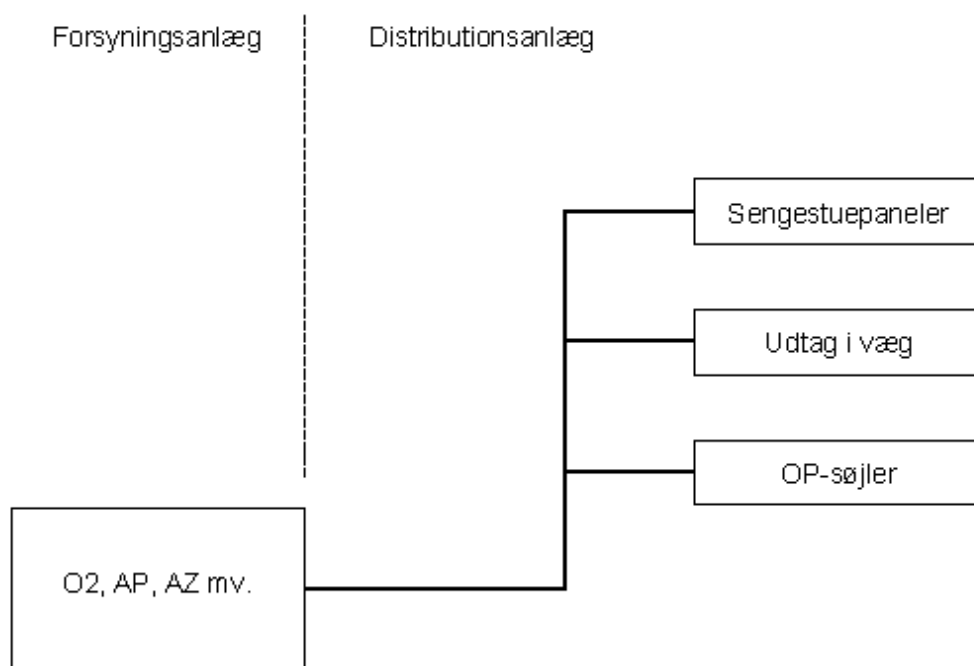 Forsyningsanlæg
Distributionsanlæg
Sengestuepaneler
Udtag i væg
OP-søjler
O2, AP, AZ mv.